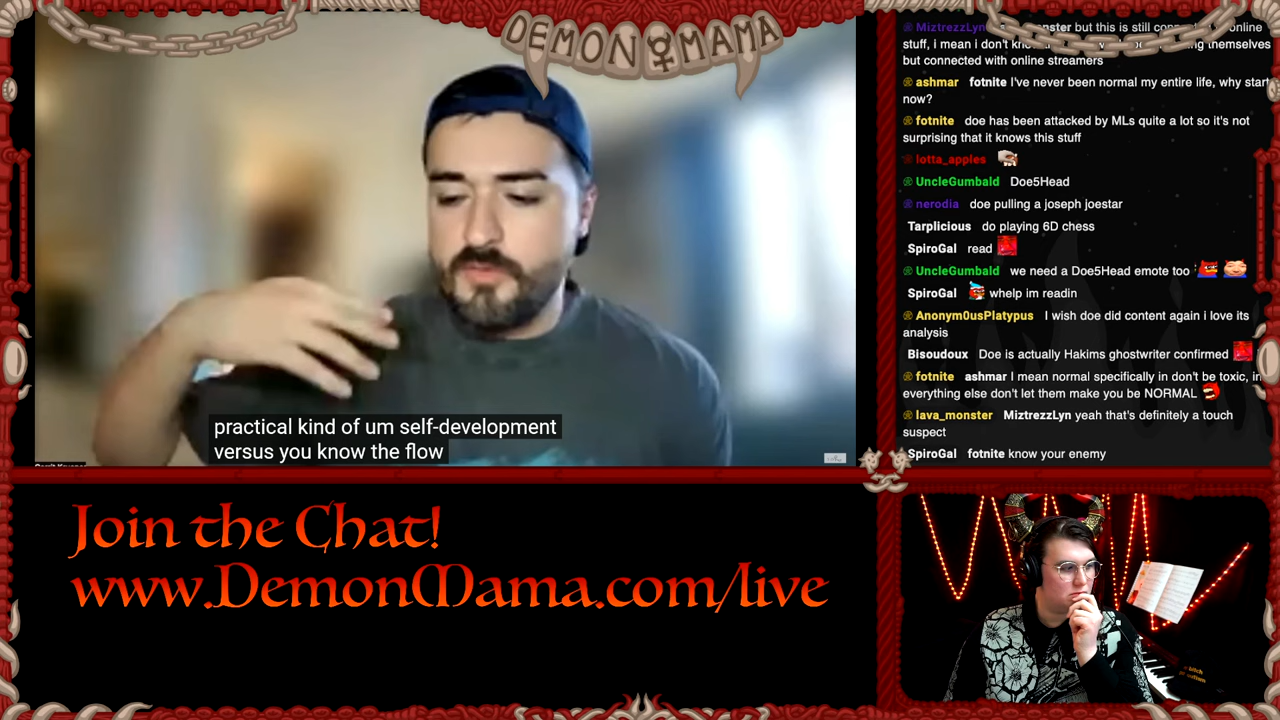 DEMON MAMA
practical kind of um self-development
versus you know the flow
Join the Chat!
www.DemonMama.com/live
MiztrezzLyn but this is still online
stuff, i mean i don't themselves
but connected with online streamers
ashmar fotnite I've never been normal my entire life, why start
now?
fotnite doe has been attacked by MLs quite a lot so it's not
surprising that it knows this stuff
lotta_apples
UncleGumbald Doe5Head
nerodia doe pulling a joseph joestar
Tarplicious do playing 6D chess
SpiroGal read
UncleGumbald we need a Doe5Head emote too
SpiroGal whelp im readin
Anonym0usPlatypus I wish doe did content again i love its
analysis
Bisoudoux Doe is actually Hakims ghostwriter confirmed
fotnite ashmar I mean normal specifically in don't be toxic, in
everything else don't let them make you be NORMAL
lava_monster MiztrezzLyn yeah that's definitely a touch
suspect
SpiroGal fotnite know your enemy